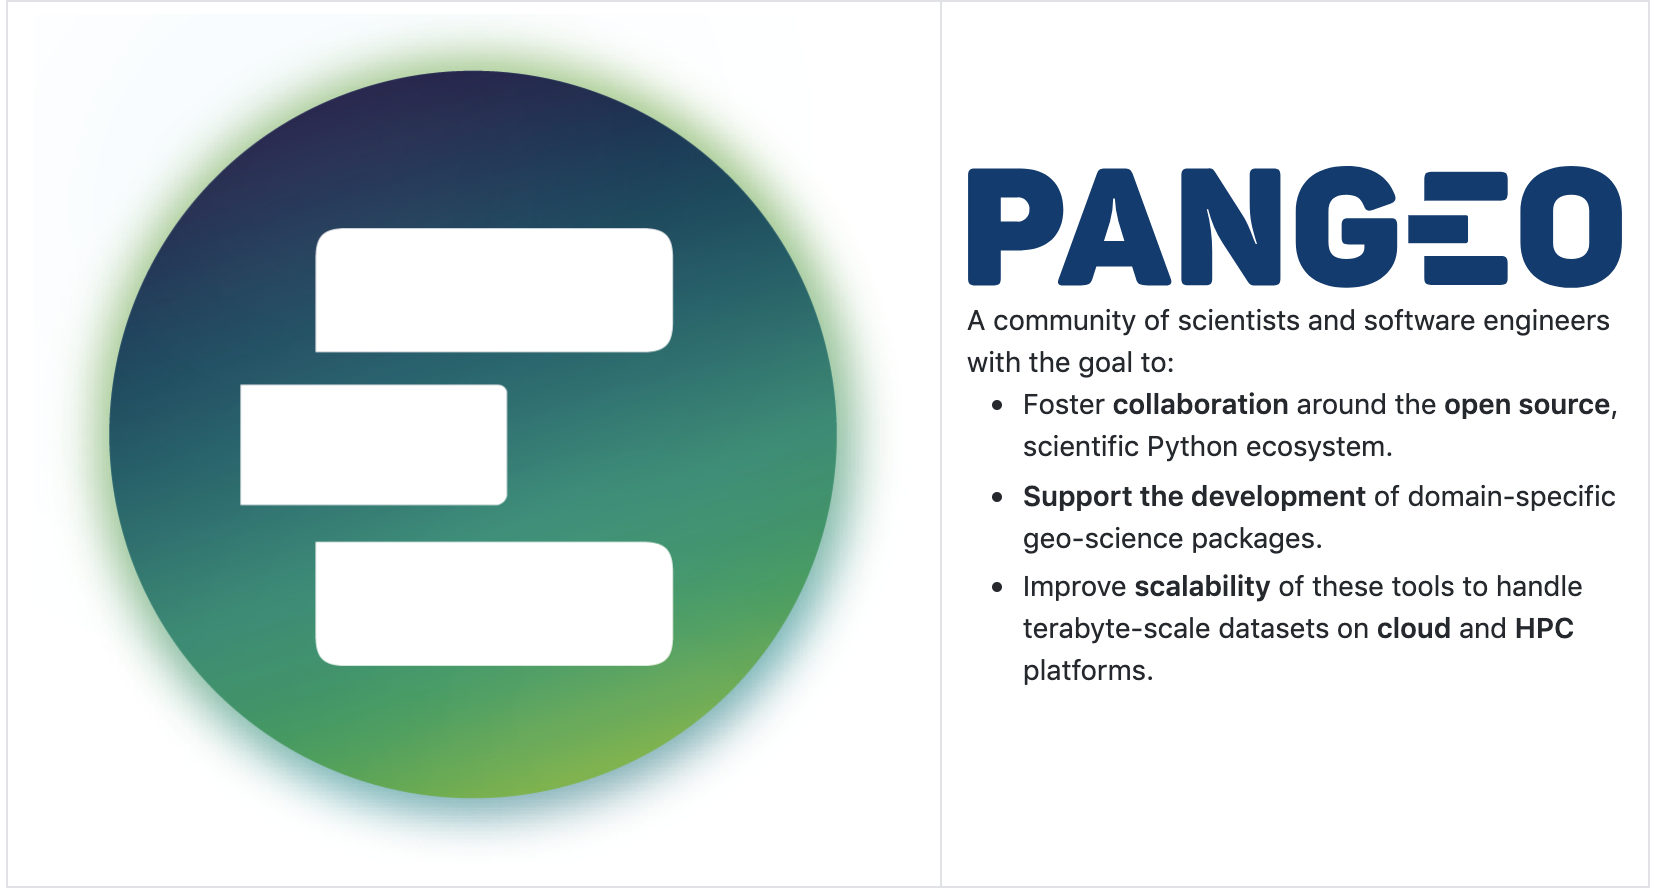 PANGEO
A community of scientists and software engineers
with the goal to:
• Foster collaboration around the open source,
scientific Python ecosystem.
• Support the development of domain-specific
geo-science packages.
• Improve scalability of these tools to handle
terabyte-scale datasets on cloud and HPC
platforms.